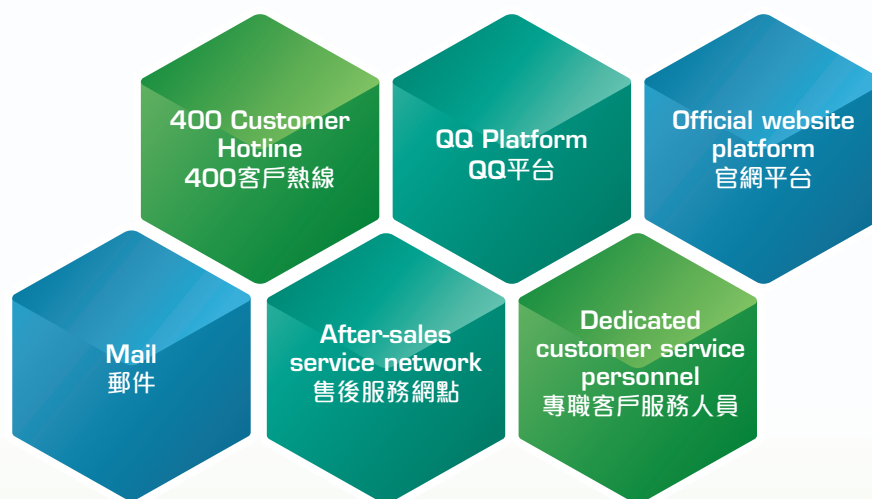 400 Customer
Hotline
400客戶熱線
QQ Platform
QQ平台
Official website
platform
官網平台
Mail
郵件
After-sales
service network
售後服務網點
Dedicated
customer service
personnel
專職客戶服務人員